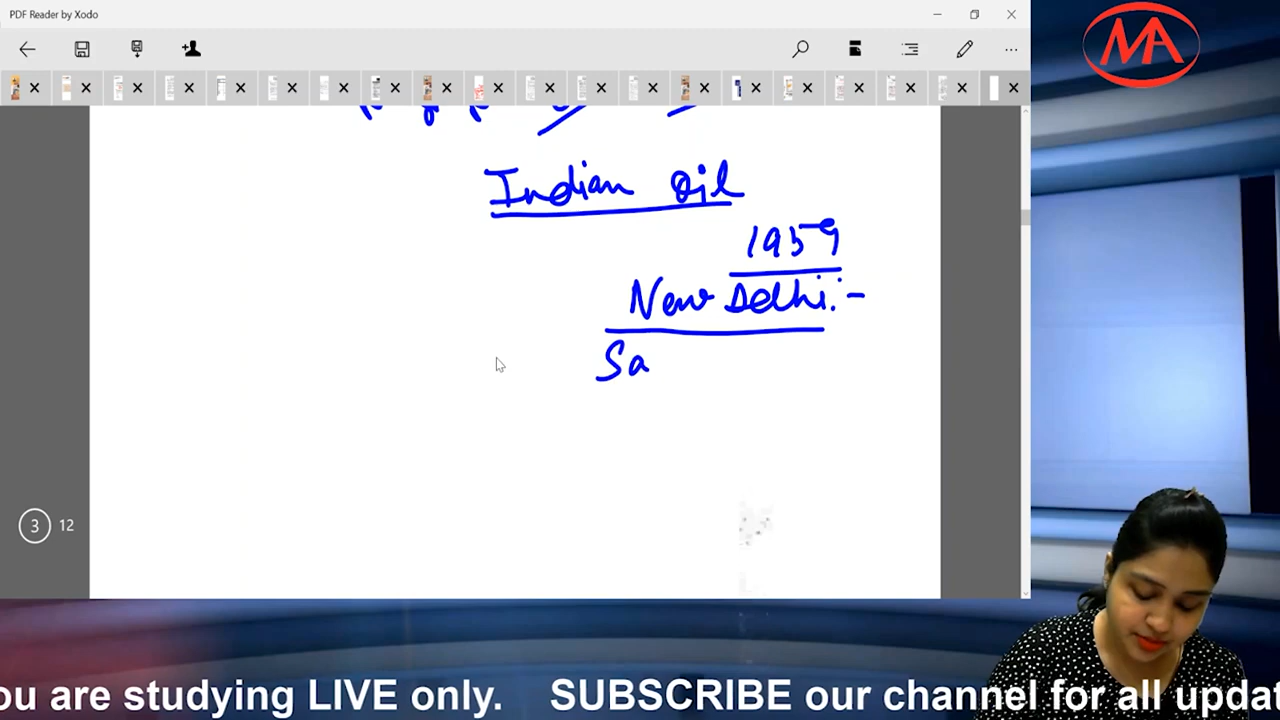 PDF Reader by Xodo
MA
Indian Oil
1959
New Delhi:-
Sa
3 12
ou are studying LIVE only. SUBSCRIBE our channel for all updat